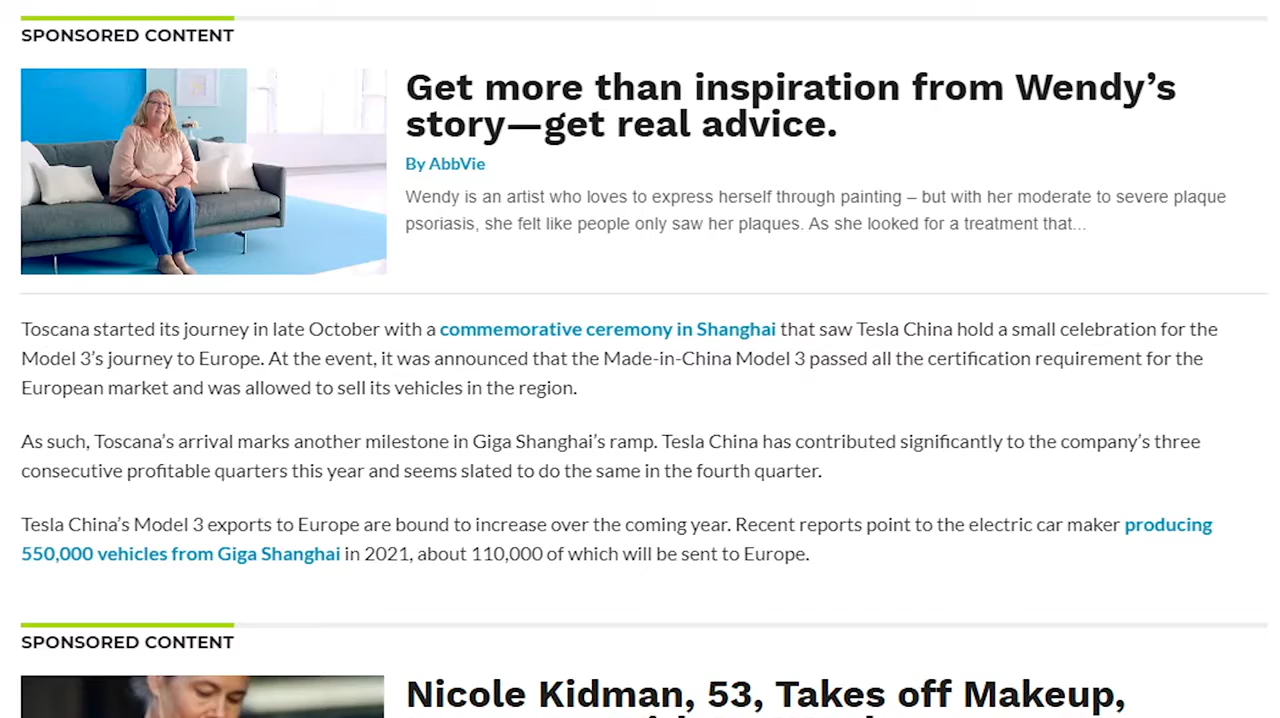 SPONSORED CONTENT
Get more than inspiration from Wendy’s
story—get real advice.
By AbbVie
Wendy is an artist who loves to express herself through painting – but with her moderate to severe plaque
psoriasis, she felt like people only saw her plaques. As she looked for a treatment that...
Toscana started its journey in late October with a commemorative ceremony in Shanghai that saw Tesla China hold a small celebration for the
Model 3’s journey to Europe. At the event, it was announced that the Made-in-China Model 3 passed all the certification requirement for the
European market and was allowed to sell its vehicles in the region.
As such, Toscana’s arrival marks another milestone in Giga Shanghai’s ramp. Tesla China has contributed significantly to the company’s three
consecutive profitable quarters this year and seems slated to do the same in the fourth quarter.
Tesla China’s Model 3 exports to Europe are bound to increase over the coming year. Recent reports point to the electric car maker producing
550,000 vehicles from Giga Shanghai in 2021, about 110,000 of which will be sent to Europe.
SPONSORED CONTENT
Nicole Kidman, 53, Takes off Makeup,